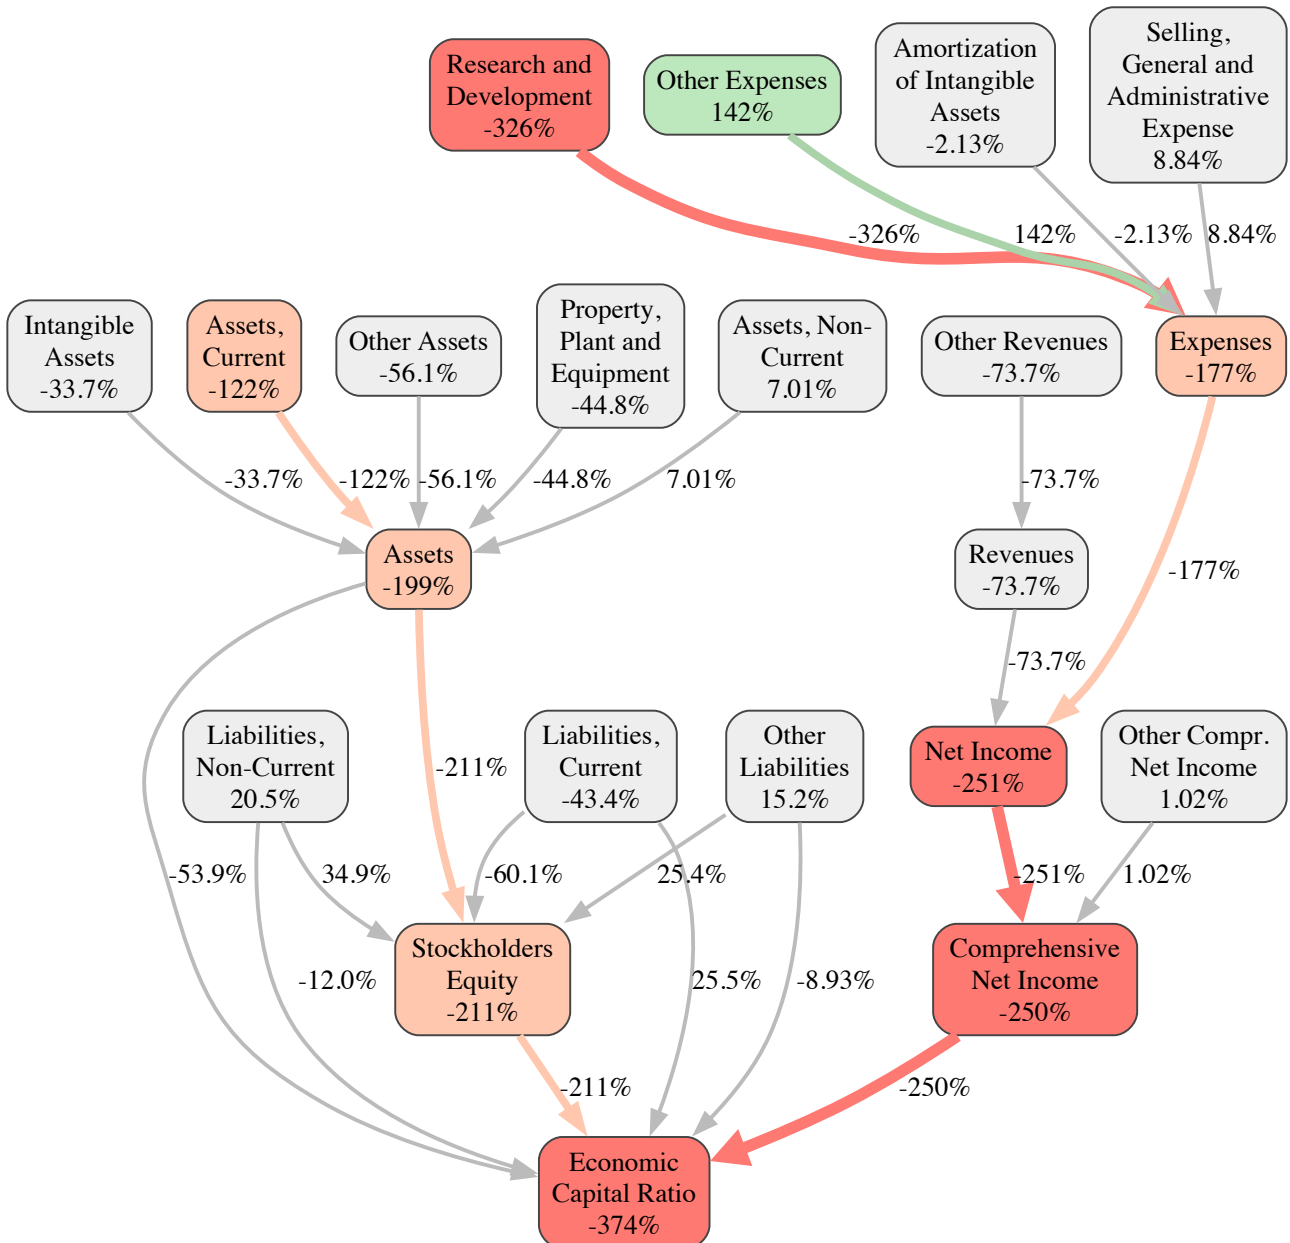 Research and
Development
-326%
Other Expenses
142%
Amortization
of Intangible
Assets
-2.13%
Selling,
General and
Administrative
Expense
8.84%
-326%
142%
-2.13%
8.84%
Intangible
Assets
-33.7%
Assets,
Current
-122%
Other Assets
-56.1%
Property,
Plant and
Equipment
-44.8%
Assets, Non-
Current
7.01%
Other Revenues
-73.7%
Expenses
-177%
-33.7%
-122%
-56.1%
-44.8%
7.01%
-73.7%
Assets
-199%
Revenues
-73.7%
-177%
-73.7%
Liabilities,
Non-Current
20.5%
-211%
Liabilities,
Current
-43.4%
Other
Liabilities
15.2%
Net Income
-251%
Other Compr.
Net Income
1.02%
-53.9%
34.9%
-60.1%
25.4%
-251%
1.02%
Stockholders
Equity
-211%
Comprehensive
Net Income
-250%
-12.0%
25.5%
-8.93%
-211%
-250%
Economic
Capital Ratio
-374%